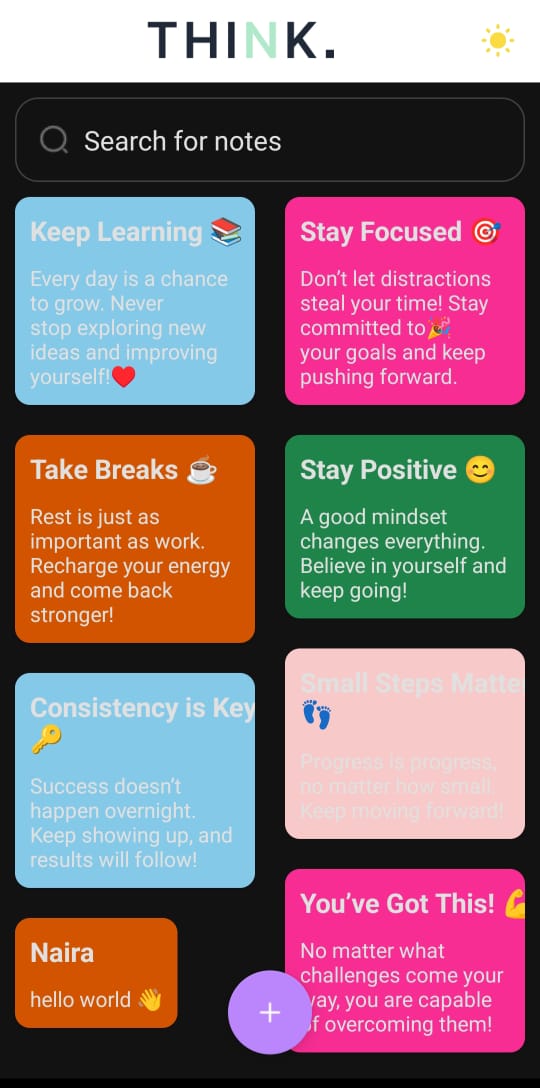 THINK.
Search for notes
Keep Learning 📚
Every day is a chance
to grow. Never
stop exploring new
ideas and improving
yourself!❤️
Stay Focused 🎯
Don’t let distractions
steal your time! Stay
committed to🎉
your goals and keep
pushing forward.
Take Breaks ☕
Rest is just as
important as work.
Recharge your energy
and come back
stronger!
Stay Positive 😊
A good mindset
changes everything.
Believe in yourself and
keep going!
Consistency is Key
🔑
Success doesn’t
happen overnight.
Keep showing up, and
results will follow!
Small Steps Matter
👣
Progress is progress,
no matter how small.
Keep moving forward!
Naira
hello world 👋
You’ve Got This! 💪
No matter what
challenges come your
way, you are capable
of overcoming them!